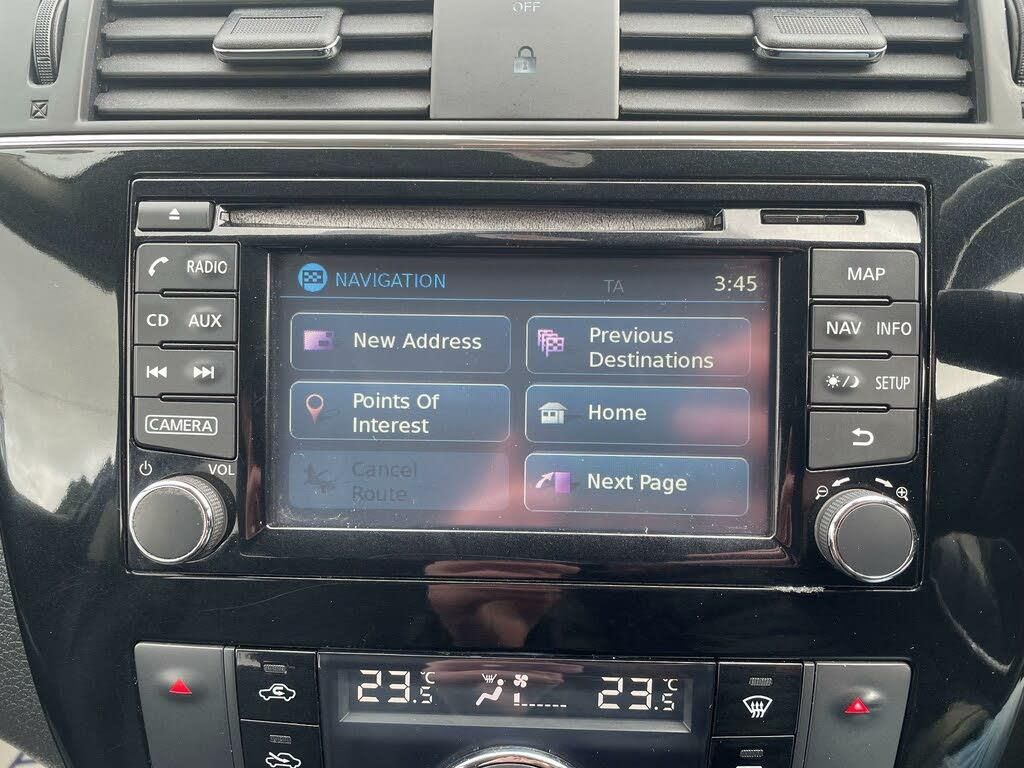 OFF
RADIO
CD AUX
CAMERA
VOL
NAVIGATION
TA
3:45
New Address
Previous
Destinations
Points Of
Interest
Home
Cancel
Route
Next Page
MAP
NAV INFO
SETUP
23.5°C
23.5°C